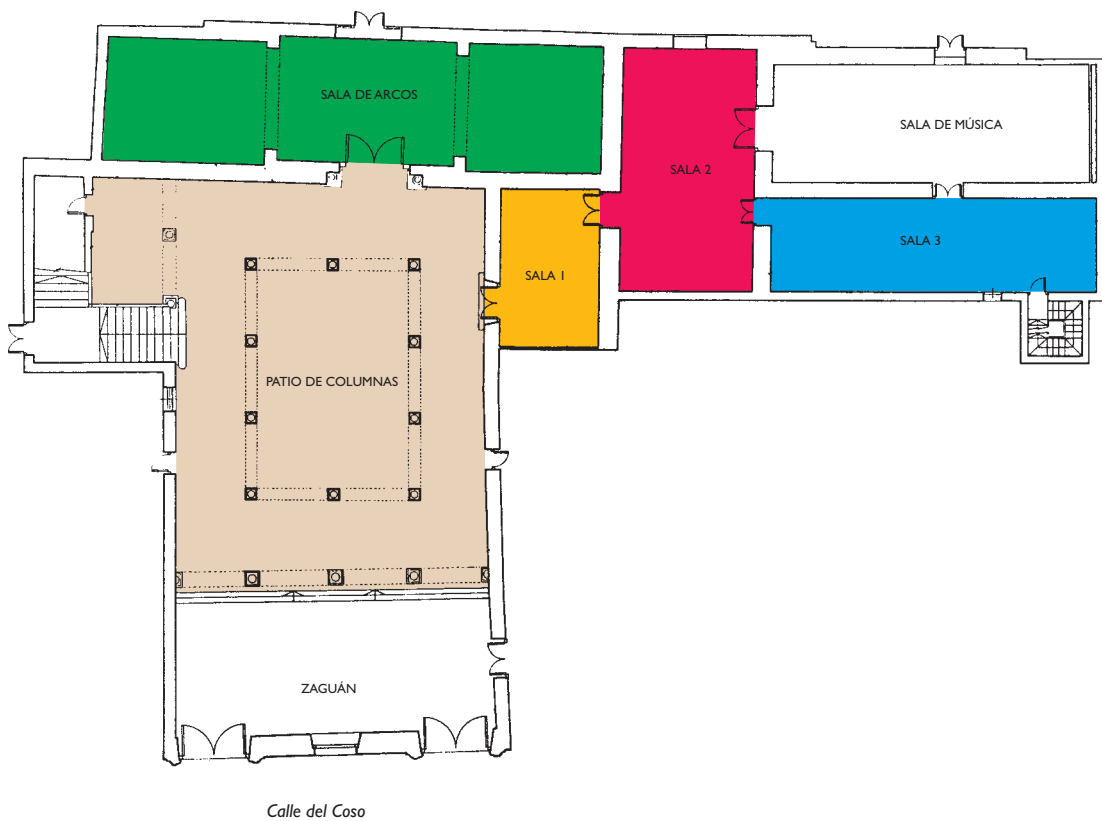 SALA DE ARCOS
SALA DE MÚSICA
SALA 2
SALA 3
SALA 1
PATIO DE COLUMNAS
ZAGUÁN
Calle del Coso